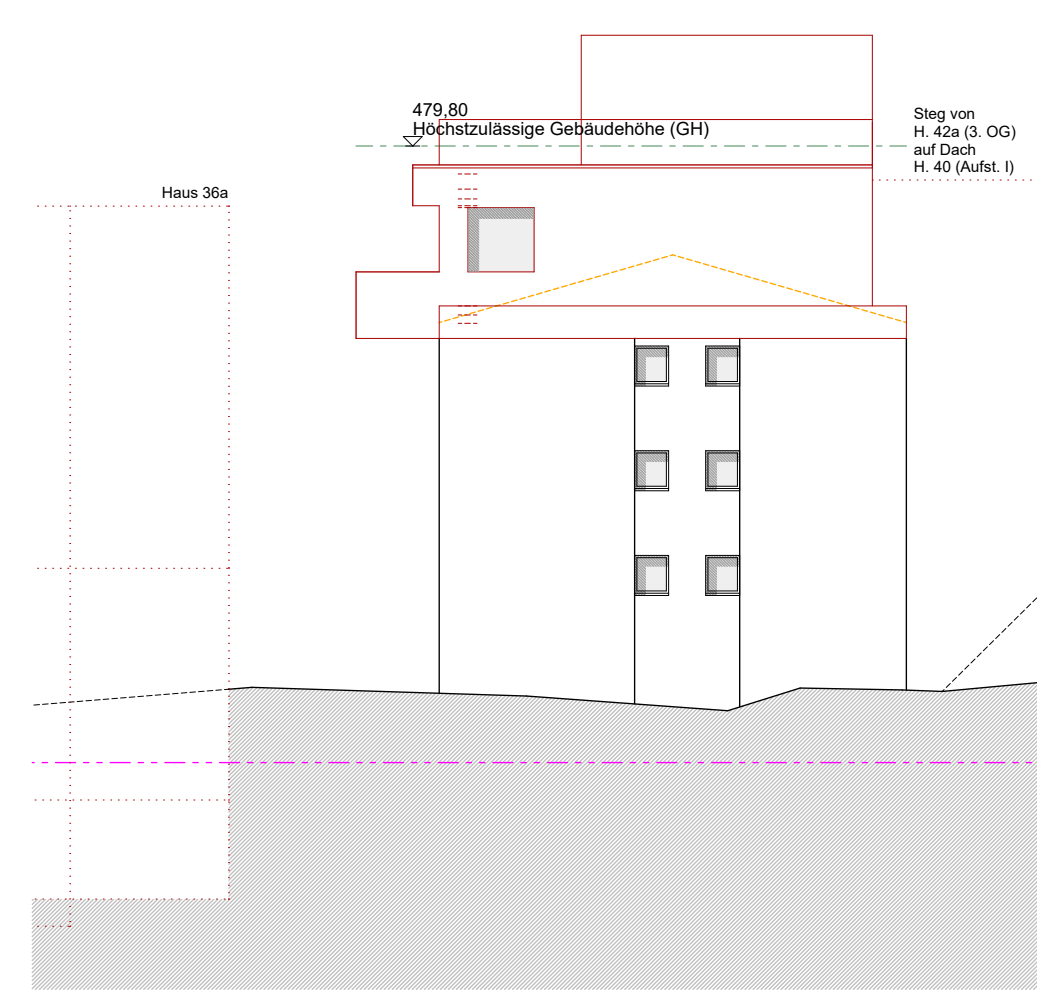 479,80
Höchstzulässige Gebäudehöhe (GH)
Steg von
H. 42a (3. OG)
auf Dach
H. 40 (Aufst. I)
Haus 36a